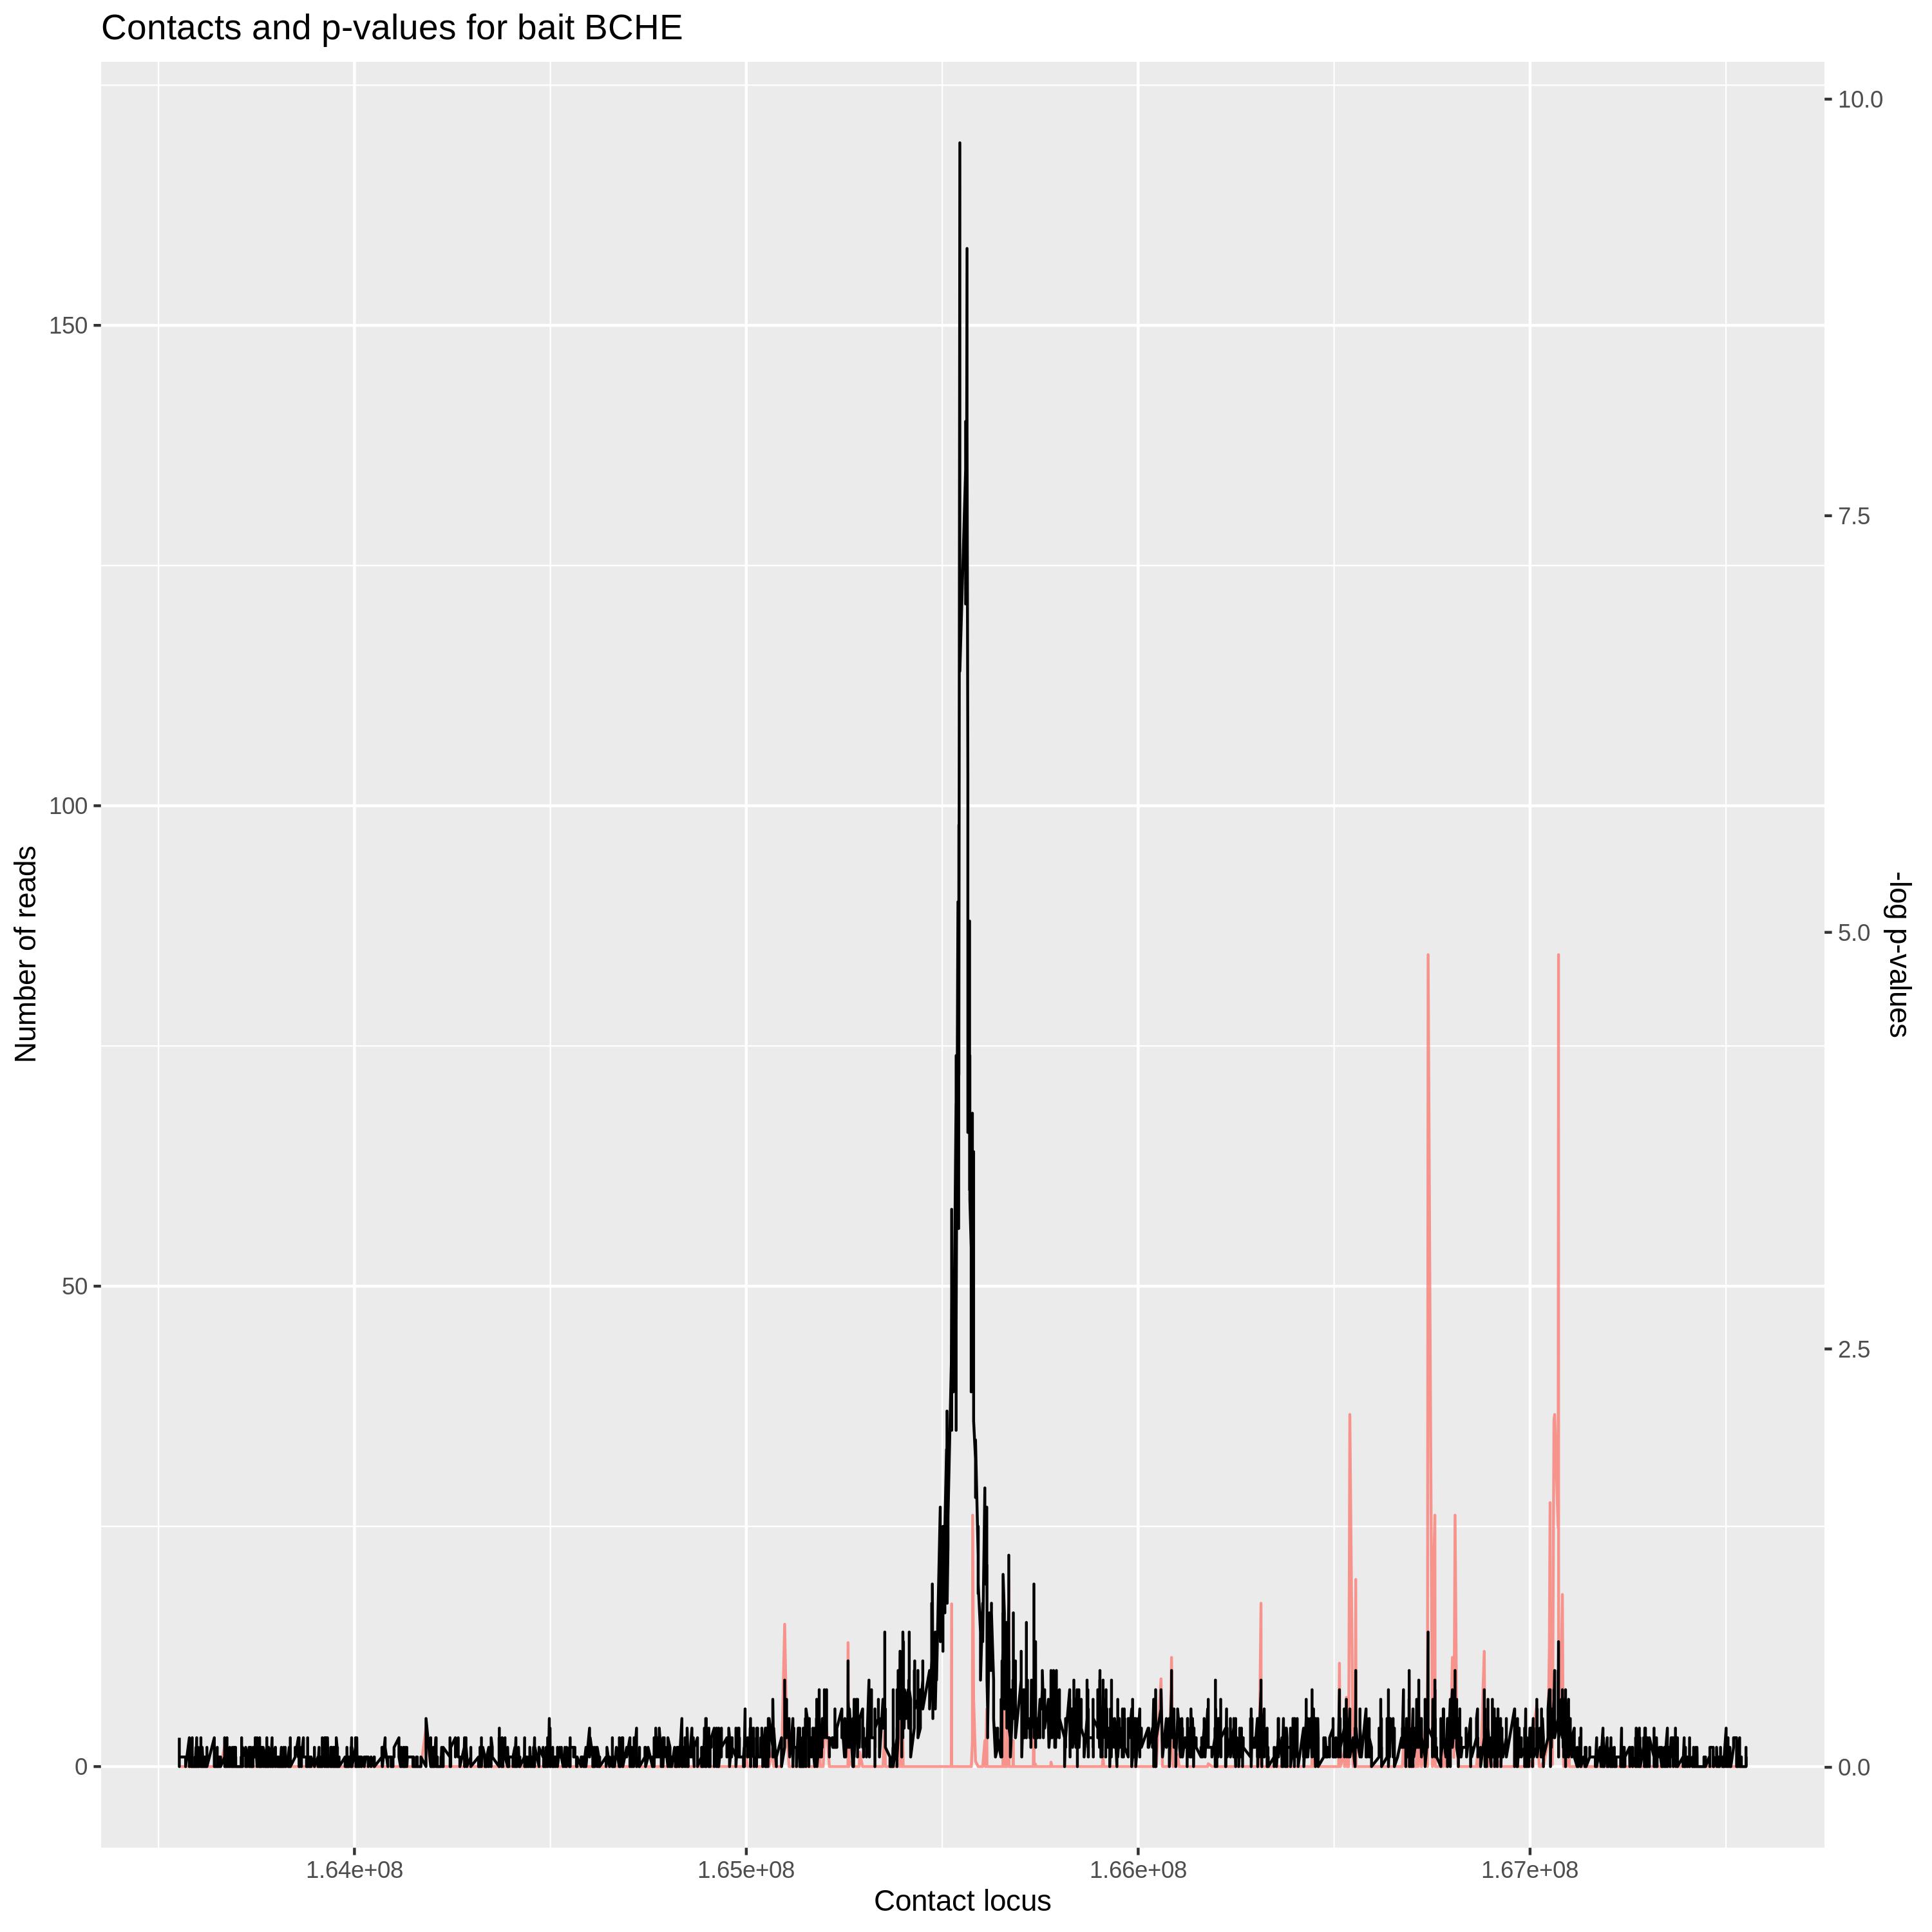 Contacts and p-values for bait BCHE
10.0
150
7.5
100
Number of reads
-log p-values
5.0
50
2.5
0
0.0
1.64e+08
1.65e+08
1.66e+08
1.67e+08
Contact locus